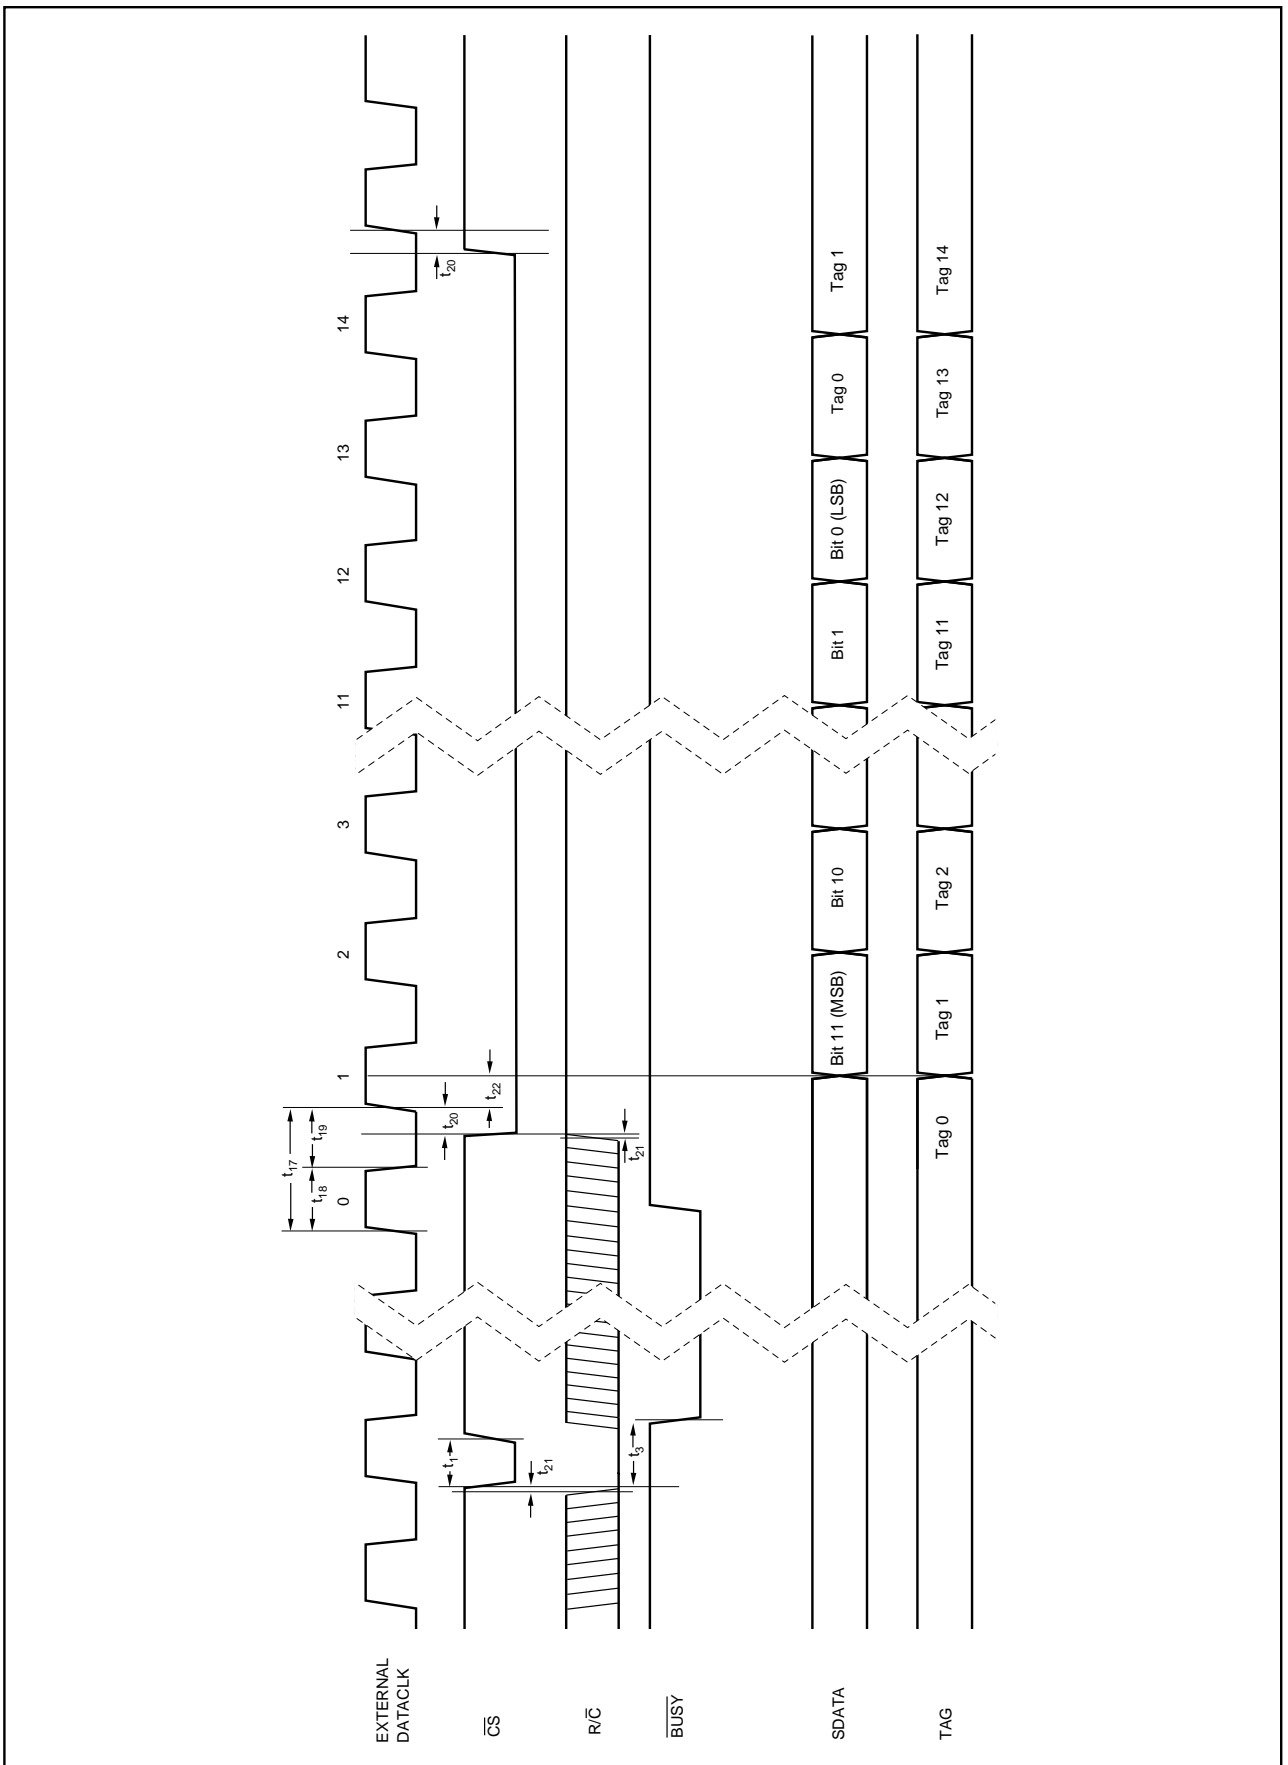 t17
t18 t19
0 1 2 3 11 12 13 14
EXTERNAL
DATACLK
t1 t20 t20
C̅S̅ t22
t21
R/C̅
t3 t21
B̅U̅S̅Y̅
SDATA Bit 11 (MSB) Bit 10 Bit 1 Bit 0 (LSB) Tag 0 Tag 1
TAG Tag 0 Tag 1 Tag 2 Tag 11 Tag 12 Tag 13 Tag 14